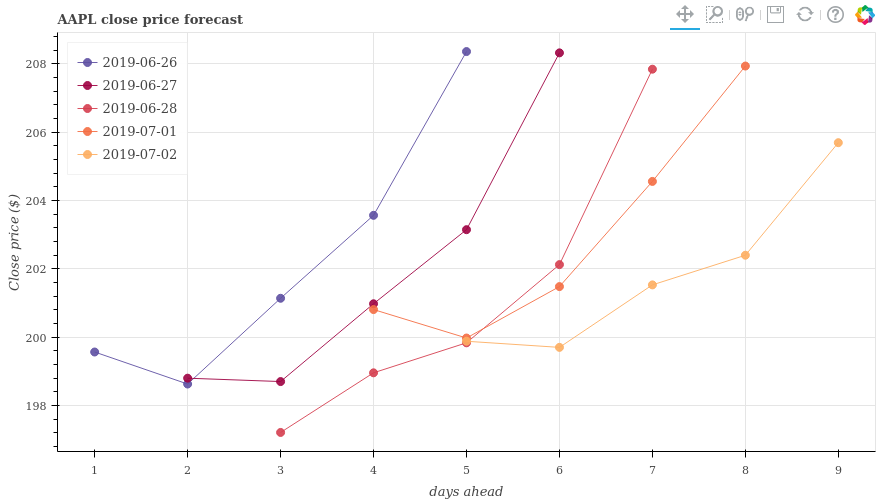 AAPL close price forecast
2019-06-26
2019-06-27
2019-06-28
2019-07-01
2019-07-02
208
206
204
202
200
198
Close price ($)
1 2 3 4 5 6 7 8 9
days ahead